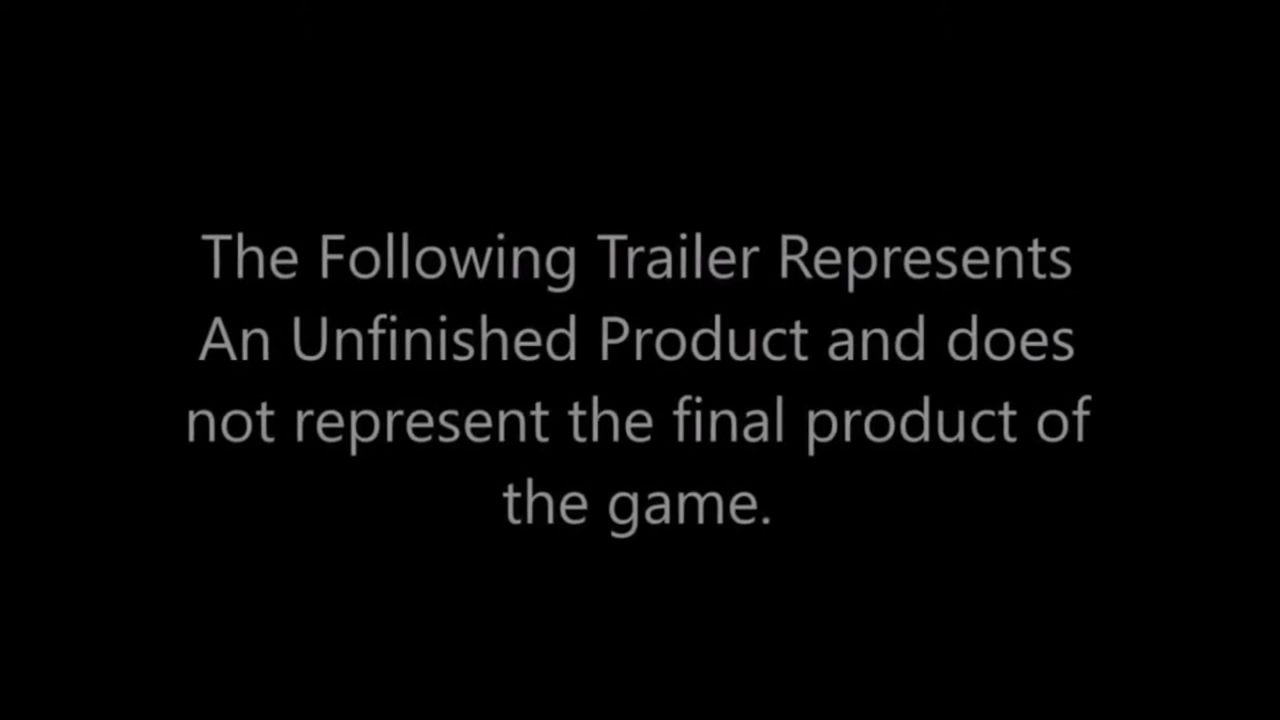 The Following Trailer Represents
An Unfinished Product and does
not represent the final product of
the game.